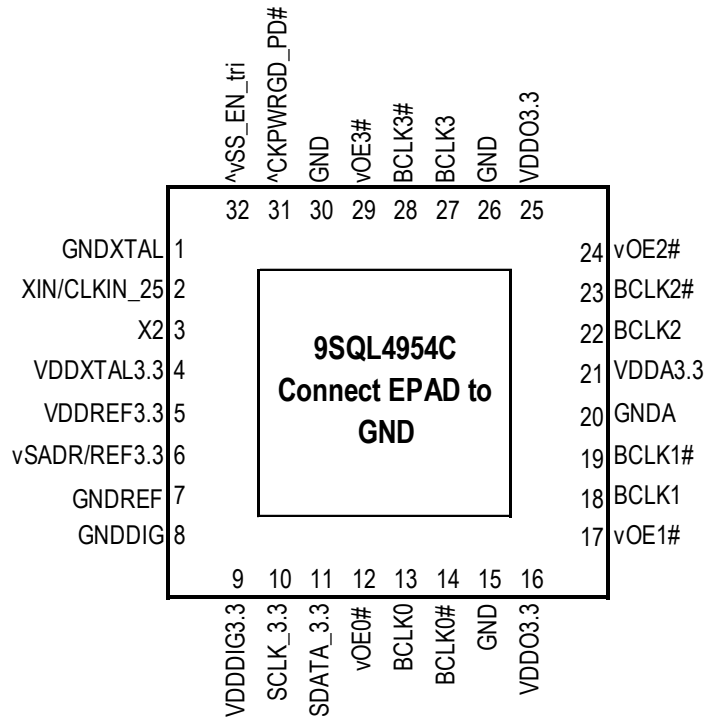 ^vSS_EN_tri
^CKPWRGD_PD#
GND
vOE3#
BCLK3#
BCLK3
GND
VDDO3.3
32 31 30 29 28 27 26 25
GNDXTAL 1
XIN/CLKIN_25 2
X2 3
VDDXTAL3.3 4
VDDREF3.3 5
vSADR/REF3.3 6
GNDREF 7
GNDDIG 8
9SQL4954C
Connect EPAD to
GND
24 vOE2#
23 BCLK2#
22 BCLK2
21 VDDA3.3
20 GNDA
19 BCLK1#
18 BCLK1
17 vOE1#
9 10 11 12 13 14 15 16
VDDDIG3.3
SCLK_3.3
SDATA_3.3
vOE0#
BCLK0
BCLK0#
GND
VDDO3.3